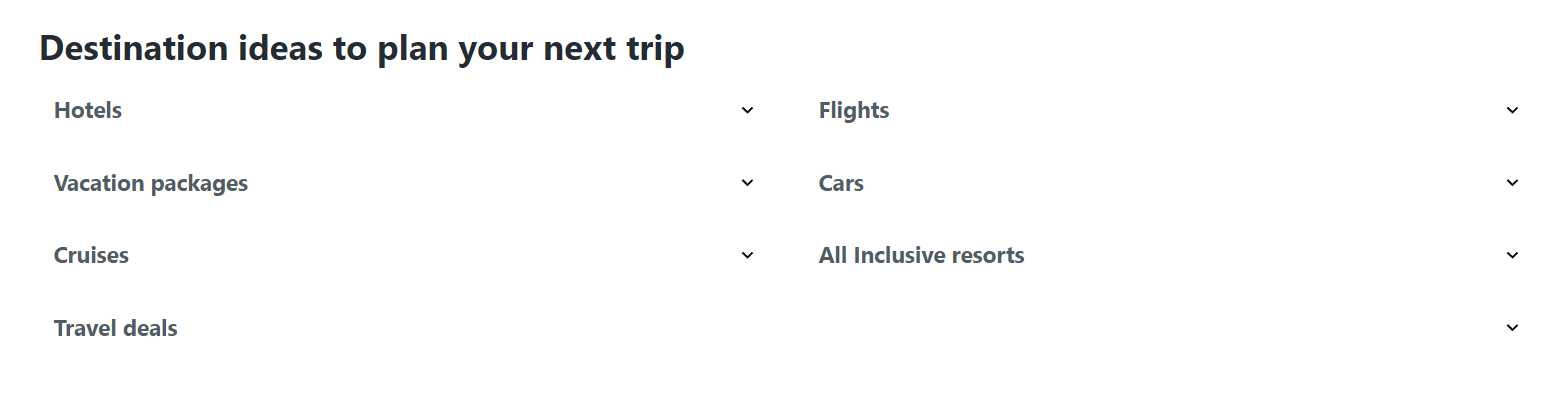 Destination ideas to plan your next trip
Hotels
Flights
Vacation packages
Cars
Cruises
All Inclusive resorts
Travel deals